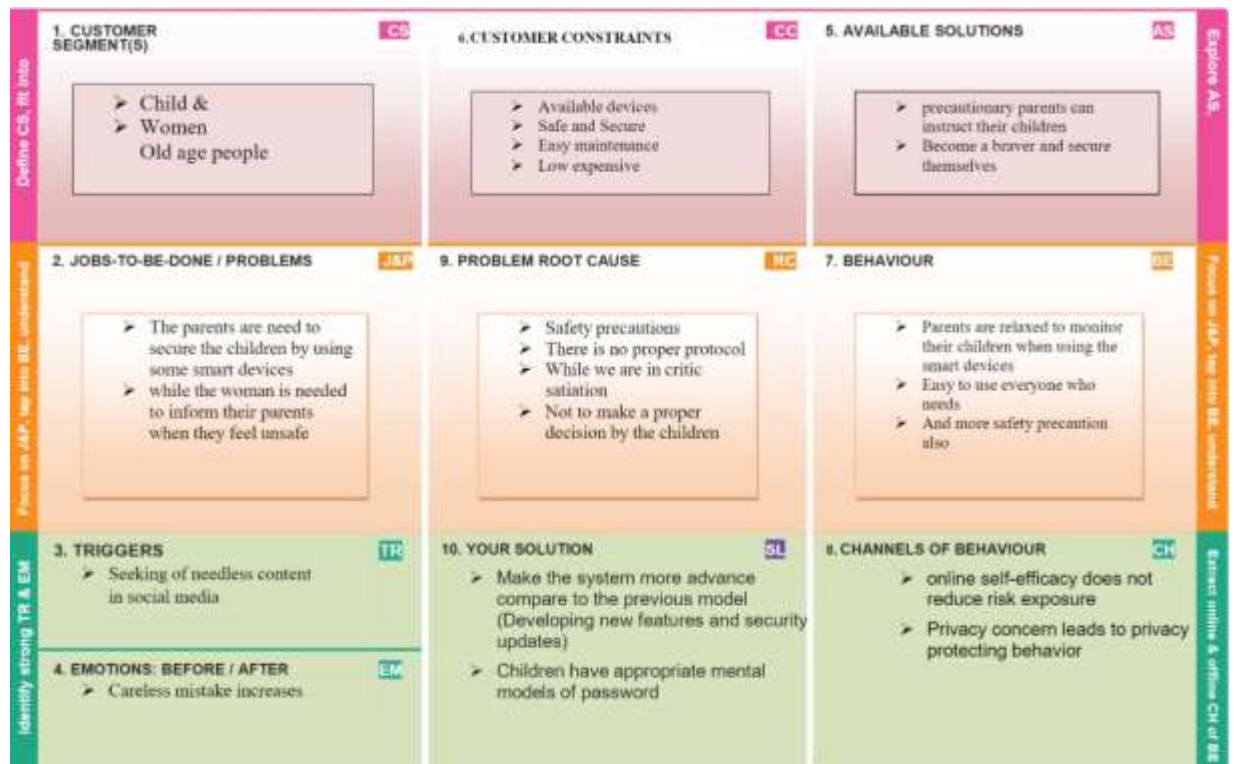 Define CS, fit into
1. CUSTOMER
SEGMENT(S)
CS
➢ Child &
➢ Women
Old age people
6.CUSTOMER CONSTRAINTS
CC
➢ Available devices
➢ Safe and Secure
➢ Easy maintenance
➢ Low expensive
5. AVAILABLE SOLUTIONS
AS
➢ precautionary parents can
instruct their children
➢ Become a braver and secure
themselves
Explore AS,
Focus on J&P, tap into BE, understand
2. JOBS-TO-BE-DONE / PROBLEMS
J&P
➢ The parents are need to
secure the children by using
some smart devices
➢ while the woman is needed
to inform their parents
when they feel unsafe
9. PROBLEM ROOT CAUSE
RC
➢ Safety precautions
➢ There is no proper protocol
➢ While we are in critic
satiation
➢ Not to make a proper
decision by the children
7. BEHAVIOUR
BE
➢ Parents are relaxed to monitor
their children when using the
smart devices
➢ Easy to use everyone who
needs
➢ And more safety precaution
also
Focus on J&P, tap into BE, understand
Identify strong TR & EM
3. TRIGGERS
TR
➢ Seeking of needless content
in social media
4. EMOTIONS: BEFORE / AFTER
EM
➢ Careless mistake increases
10. YOUR SOLUTION
SL
➢ Make the system more advance
compare to the previous model
(Developing new features and security
updates)
➢ Children have appropriate mental
models of password
8. CHANNELS OF BEHAVIOUR
CH
➢ online self-efficacy does not
reduce risk exposure
➢ Privacy concern leads to privacy
protecting behavior
Extract online & offline CH of BE